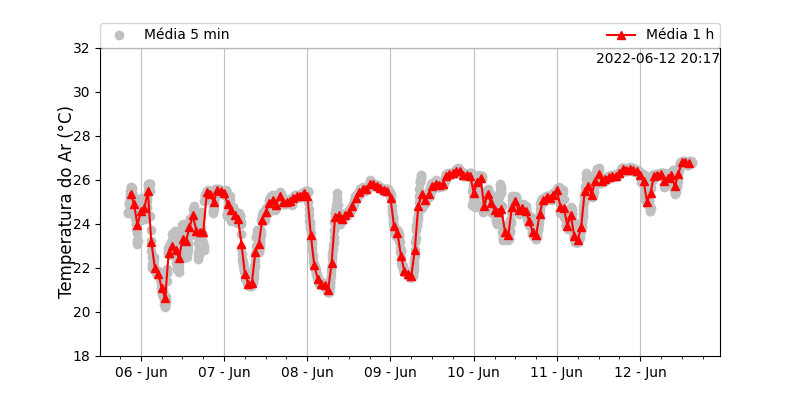 Média 5 min
Média 1 h
2022-06-12 20:17
Temperatura do Ar (°C)
32
30
28
26
24
22
20
18
06 - Jun
07 - Jun
08 - Jun
09 - Jun
10 - Jun
11 - Jun
12 - Jun